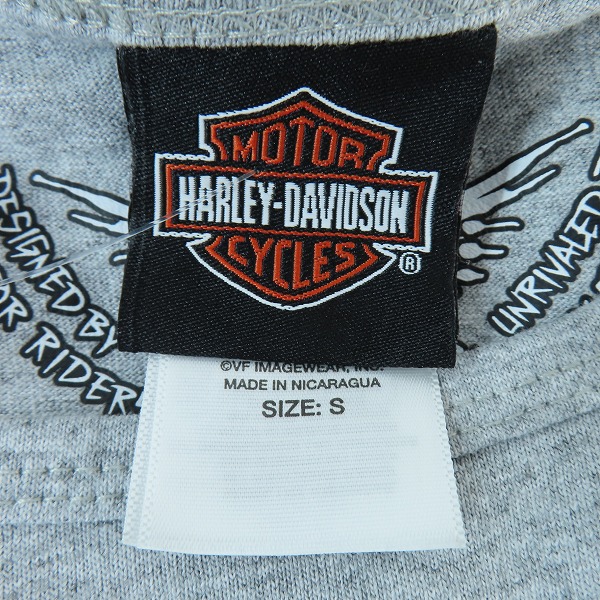 MOTOR
HARLEY-DAVIDSON
CYCLES
®
DESIGNED BY
OR RIDER
UNRIVALED
©VF IMAGEWEAR, INC.
MADE IN NICARAGUA
SIZE: S